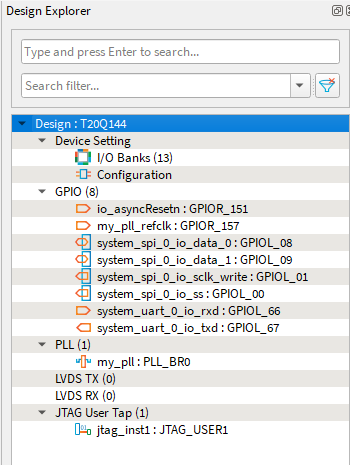 Design Explorer
Type and press Enter to search...
Search filter...
Design : T20Q144
Device Setting
I/O Banks (13)
Configuration
GPIO (8)
io_asyncResetn : GPIOR_151
my_pll_refclk : GPIOR_157
system_spi_0_io_data_0 : GPIOL_08
system_spi_0_io_data_1 : GPIOL_09
system_spi_0_io_sclk_write : GPIOL_01
system_spi_0_io_ss : GPIOL_00
system_uart_0_io_rxd : GPIOL_66
system_uart_0_io_txd : GPIOL_67
PLL (1)
my_pll : PLL_BR0
LVDS TX (0)
LVDS RX (0)
JTAG User Tap (1)
jtag_inst1 : JTAG_USER1